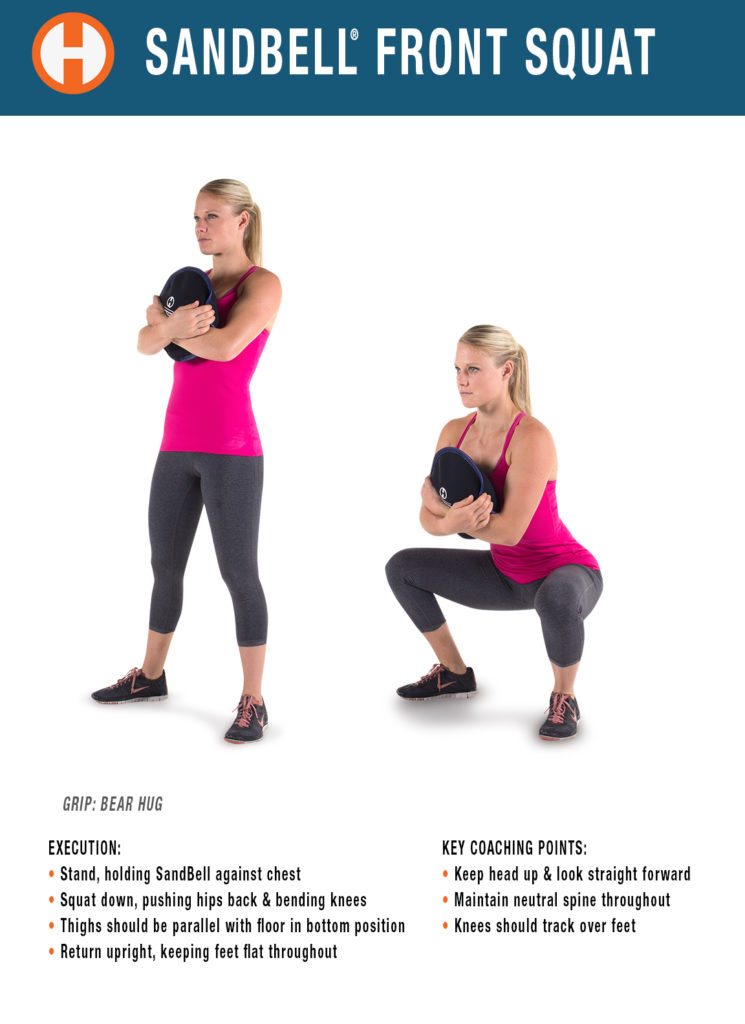 SANDBELL® FRONT SQUAT
GRIP: BEAR HUG
EXECUTION:
• Stand, holding SandBell against chest
• Squat down, pushing hips back & bending knees
• Thighs should be parallel with floor in bottom position
• Return upright, keeping feet flat throughout
KEY COACHING POINTS:
• Keep head up & look straight forward
• Maintain neutral spine throughout
• Knees should track over feet